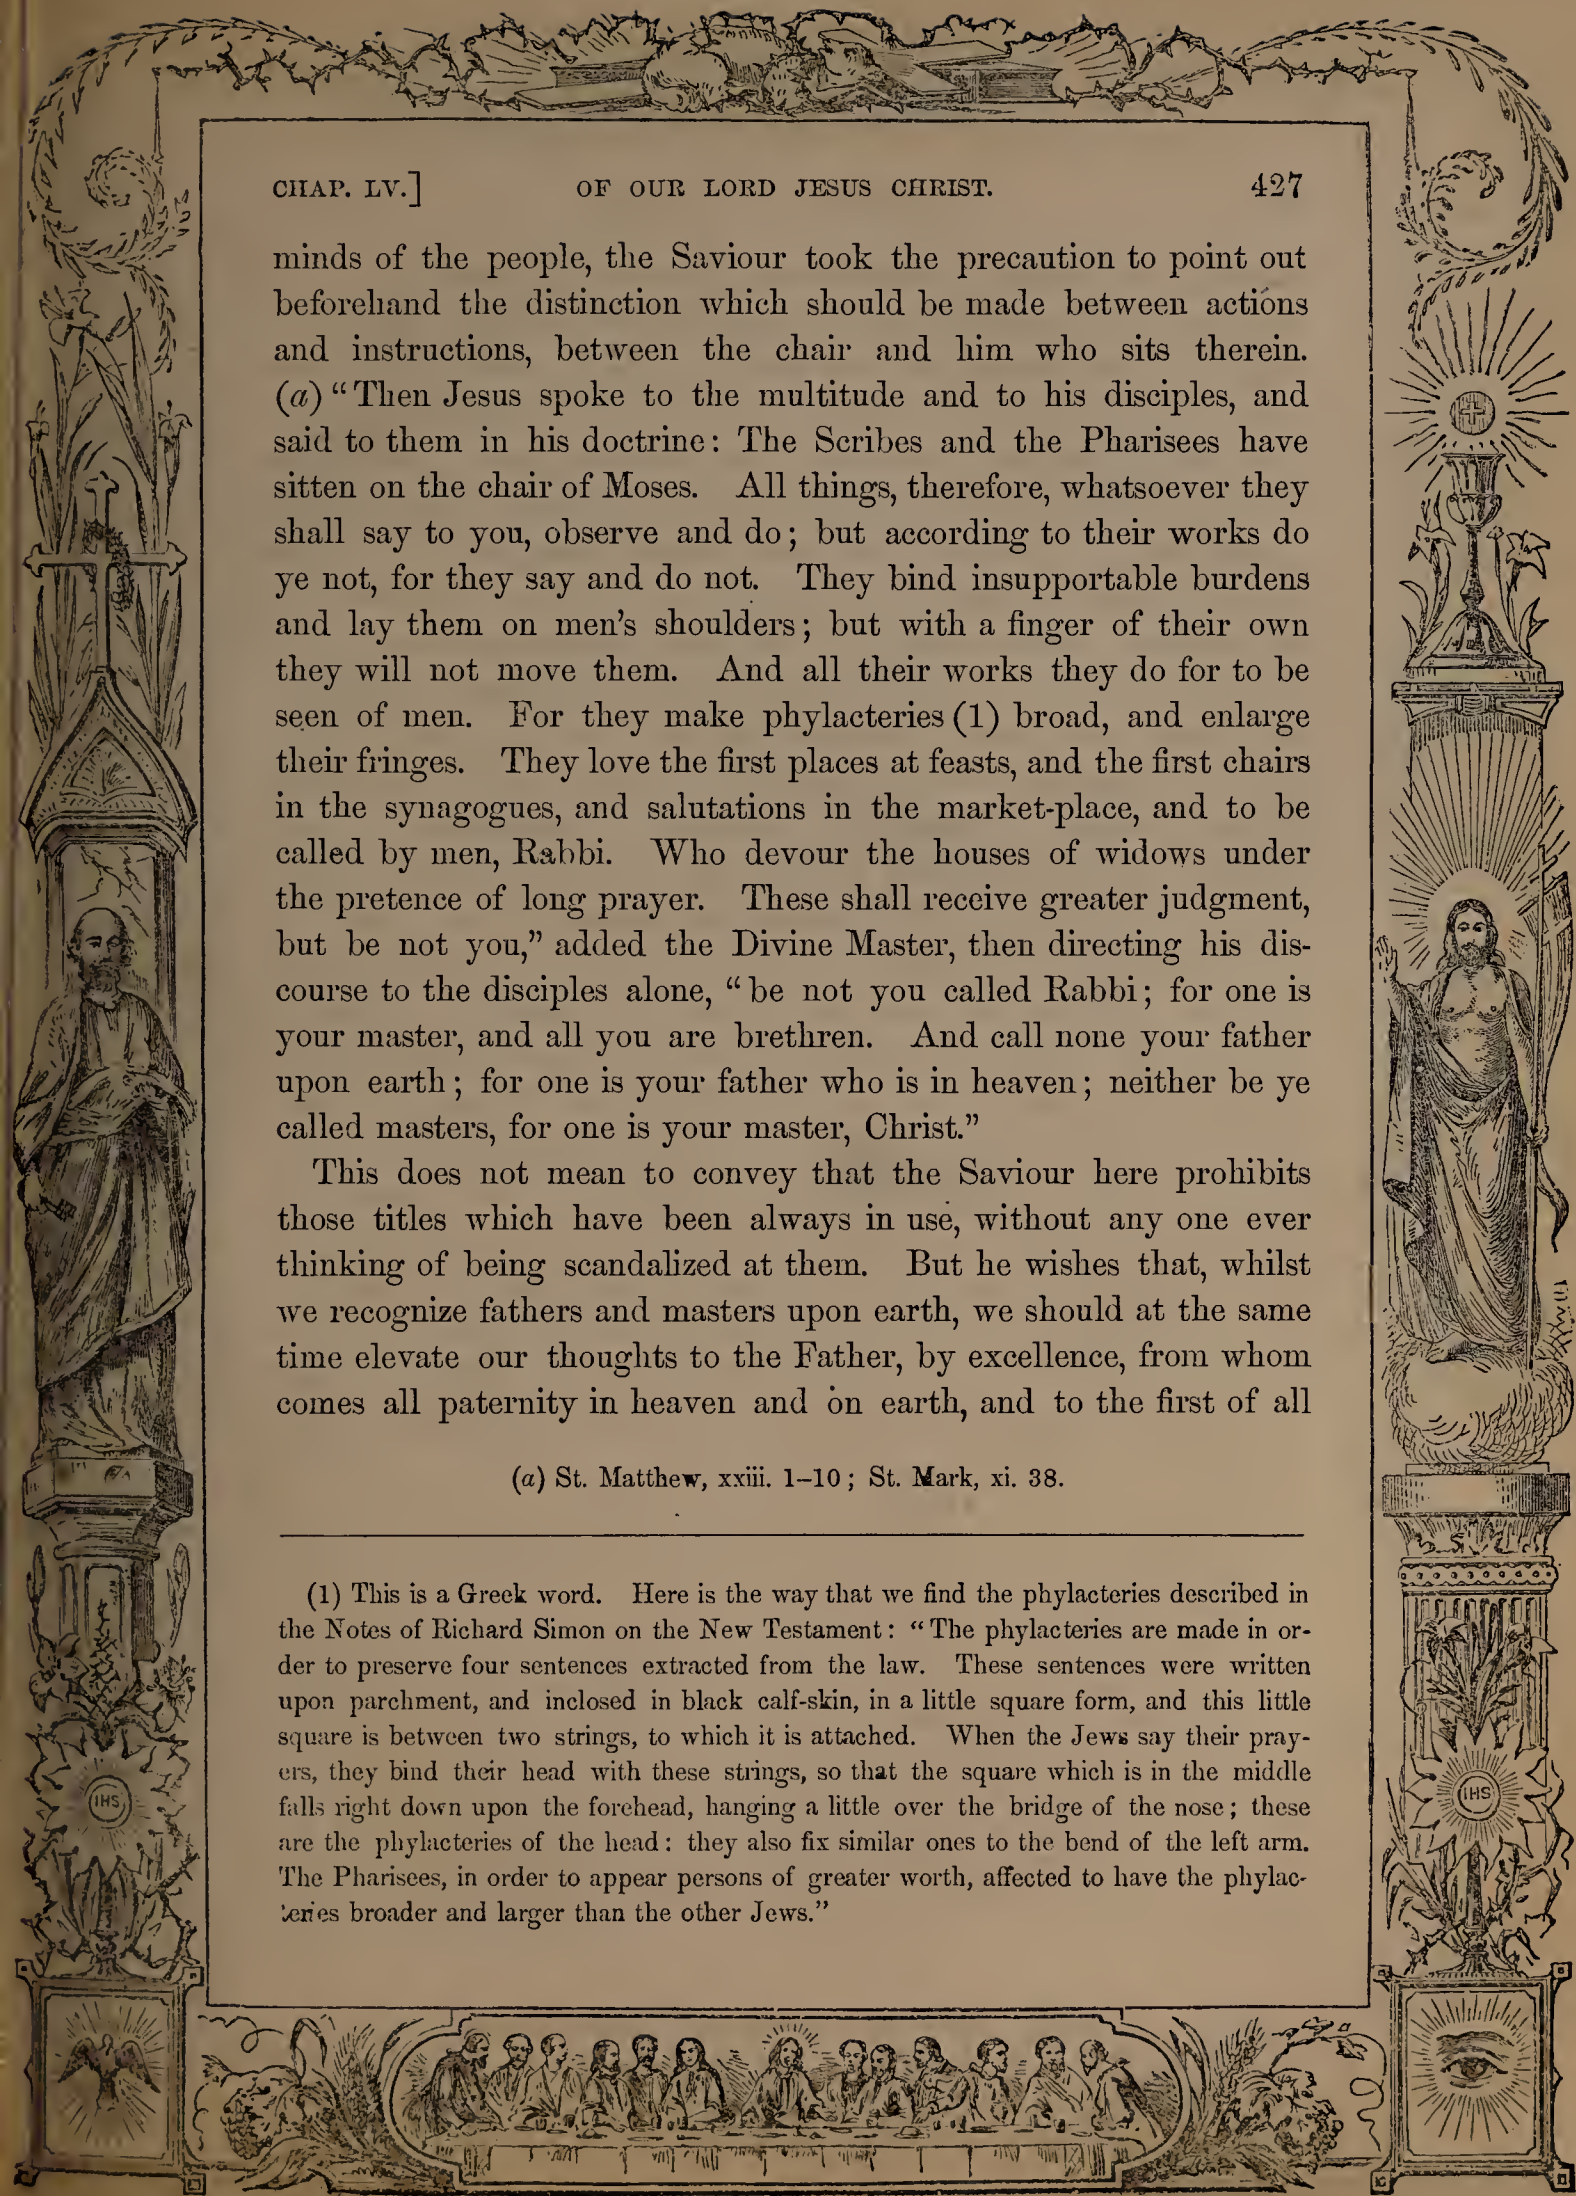 CHAP. LV.] OF OUR LORD JESUS CHRIST. 427
minds of the people, the Saviour took the precaution to point out
beforehand the distinction which should be made between actions
and instructions, between the chair and him who sits therein.
(a) “Then Jesus spoke to the multitude and to his disciples, and
said to them in his doctrine: The Scribes and the Pharisees have
sitten on the chair of Moses. All things, therefore, whatsoever they
shall say to you, observe and do; but according to their works do
ye not, for they say and do not. They bind insupportable burdens
and lay them on men’s shoulders; but with a finger of their own
they will not move them. And all their works they do for to be
seen of men. For they make phylacteries (1) broad, and enlarge
their fringes. They love the first places at feasts, and the first chairs
in the synagogues, and salutations in the market-place, and to be
called by men, Rabbi. Who devour the houses of widows under
the pretence of long prayer. These shall receive greater judgment,
but be not you,” added the Divine Master, then directing his dis-
course to the disciples alone, “be not you called Rabbi; for one is
your master, and all you are brethren. And call none your father
upon earth; for one is your father who is in heaven; neither be ye
called masters, for one is your master, Christ.”
This does not mean to convey that the Saviour here prohibits
those titles which have been always in use, without any one ever
thinking of being scandalized at them. But he wishes that, whilst
we recognize fathers and masters upon earth, we should at the same
time elevate our thoughts to the Father, by excellence, from whom
comes all paternity in heaven and on earth, and to the first of all
(a) St. Matthew, xxiii. 1–10; St. Mark, xi. 38.
(1) This is a Greek word. Here is the way that we find the phylacteries described in
the Notes of Richard Simon on the New Testament: “The phylacteries are made in or-
der to preserve four sentences extracted from the law. These sentences were written
upon parchment, and inclosed in black calf-skin, in a little square form, and this little
square is between two strings, to which it is attached. When the Jews say their pray-
ers, they bind their head with these strings, so that the square which is in the middle
falls right down upon the forehead, hanging a little over the bridge of the nose; these
are the phylacteries of the head: they also fix similar ones to the bend of the left arm.
The Pharisees, in order to appear persons of greater worth, affected to have the phylac-
teries broader and larger than the other Jews.”
IHS
IHS